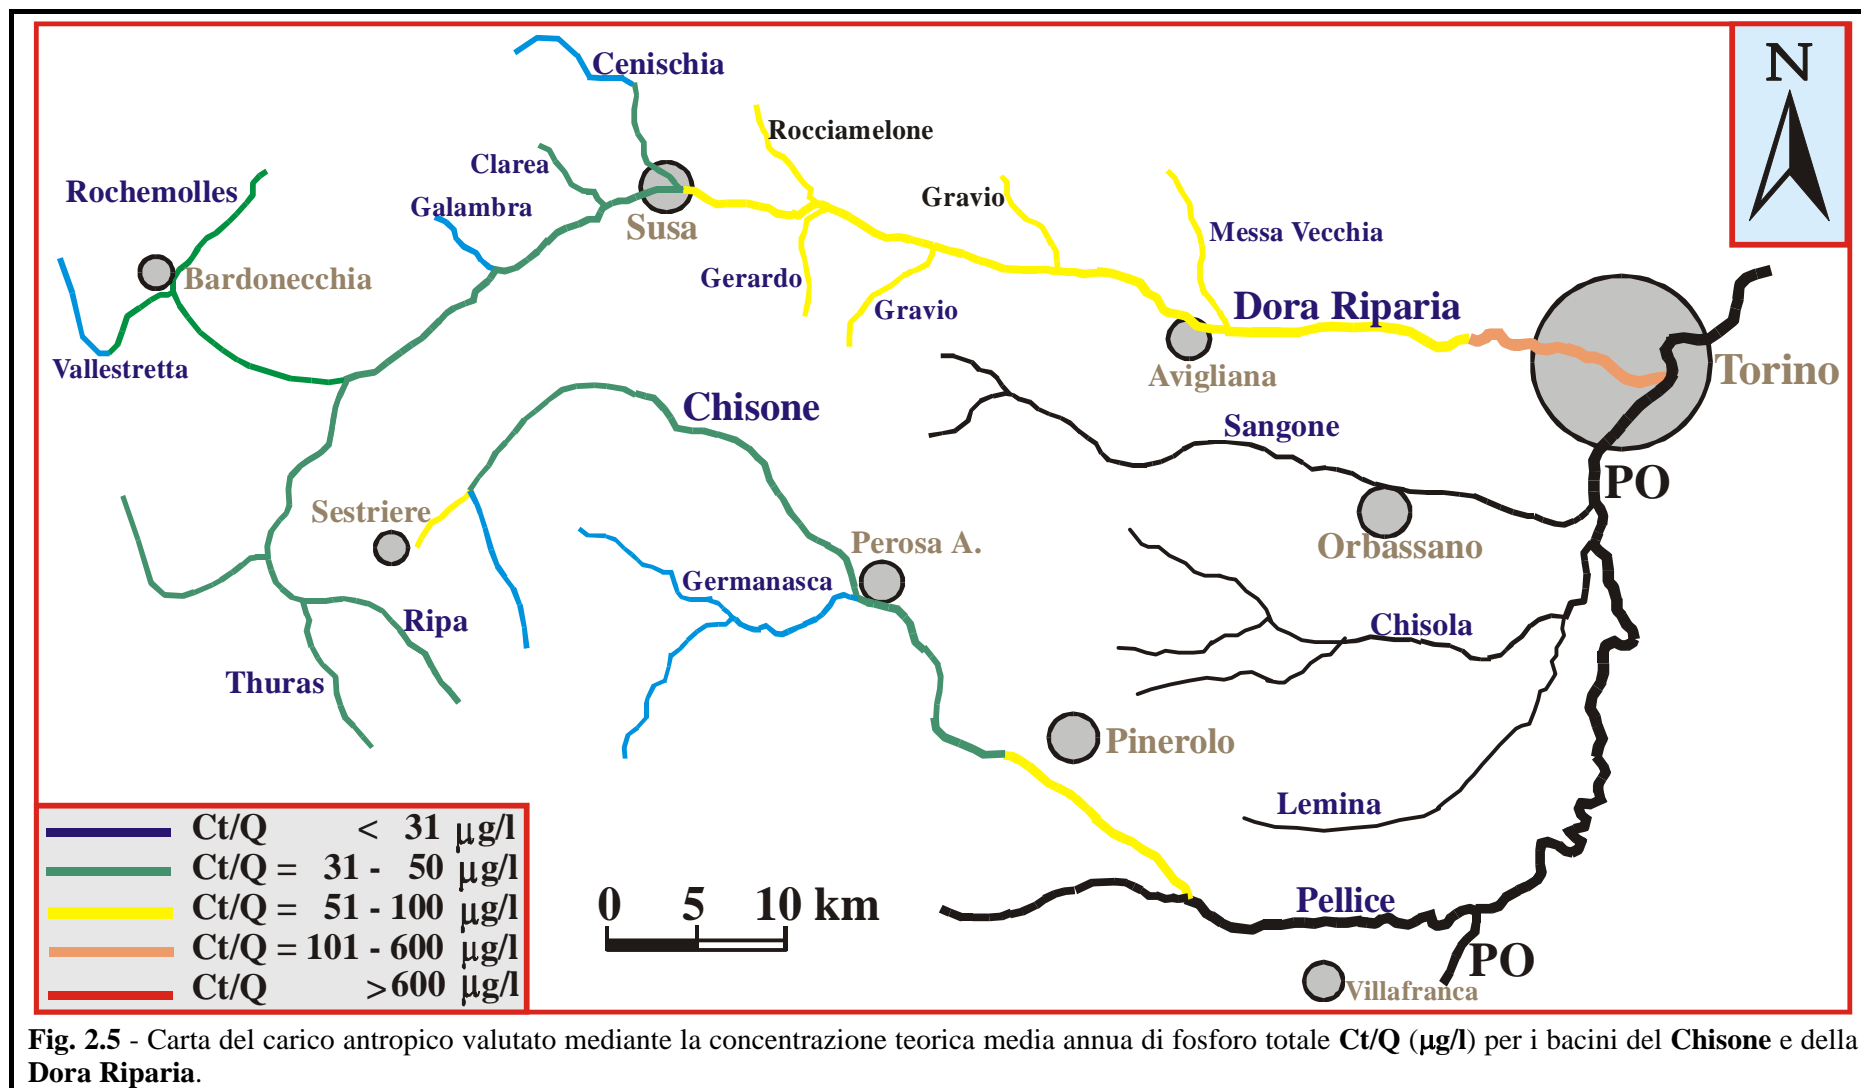 N
Cenischia
Rocciamelone
Clarea
Rochemolles
Galambra
Gravio
Susa
Messa Vecchia
Bardonecchia
Gerardo
Gravio
Dora Riparia
Vallestretta
Avigliana
Torino
Chisone
Sangone
PO
Sestriere
Perosa A.
Orbassano
Germanasca
Ripa
Chisola
Thuras
Pinerolo
Lemina
Ct/Q < 31 µg/l
Ct/Q = 31 - 50 µg/l
Ct/Q = 51 - 100 µg/l
Ct/Q = 101 - 600 µg/l
Ct/Q >600 µg/l
0 5 10 km
Pellice
PO
Villafranca
Fig. 2.5 - Carta del carico antropico valutato mediante la concentrazione teorica media annua di fosforo totale Ct/Q (µg/l) per i bacini del Chisone e della
Dora Riparia.